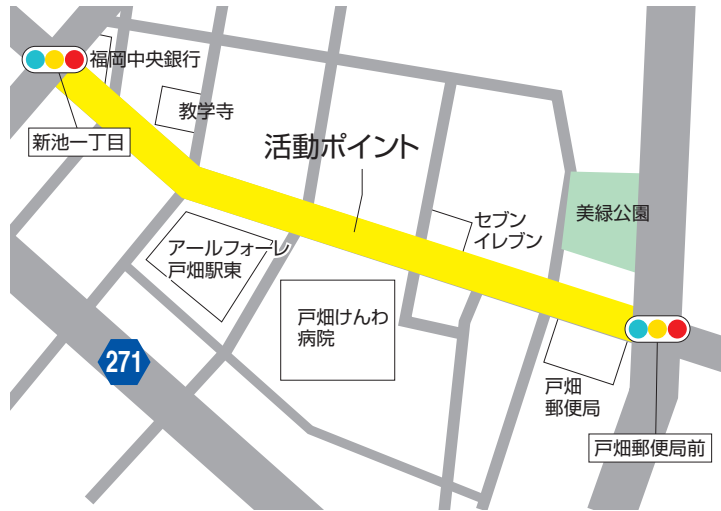 福岡中央銀行
新池一丁目
教学寺
活動ポイント
セブン
イレブン
美緑公園
アールフォーレ
戸畑駅東
戸畑けんわ
病院
271
戸畑
郵便局
戸畑郵便局前